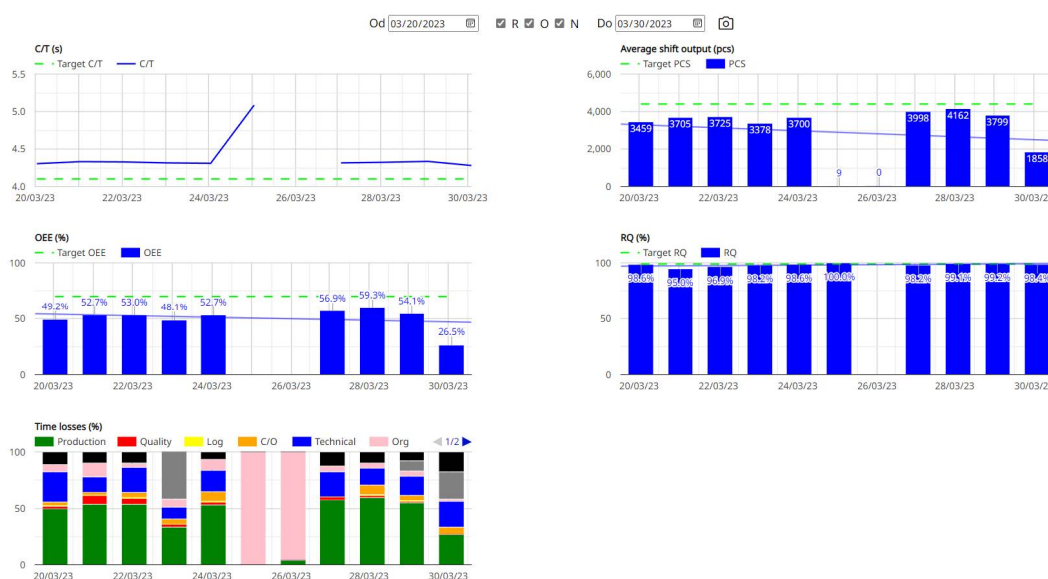 Od 03/20/2023 R O N Do 03/30/2023
C/T (s)
Target C/T C/T
5.5
5.0
4.5
4.0
20/03/23 22/03/23 24/03/23 26/03/23 28/03/23 30/03/23
Average shift output (pcs)
Target PCS PCS
6,000
4,000
2,000
0
3459 3705 3725 3378 3700 9 0 3998 4162 3799 1858
20/03/23 22/03/23 24/03/23 26/03/23 28/03/23 30/03/2
OEE (%)
Target OEE OEE
100
50
0
49.2% 52.7% 53.0% 48.1% 52.7% 56.9% 59.3% 54.1% 26.5%
20/03/23 22/03/23 24/03/23 26/03/23 28/03/23 30/03/23
RQ (%)
Target RQ RQ
100
50
0
98.6% 95.0% 96.9% 98.2% 98.6% 100.0% 98.2% 99.1% 99.2% 98.4%
20/03/23 22/03/23 24/03/23 26/03/23 28/03/23 30/03/2
Time losses (%)
Production Quality Log C/O Technical Org 1/2
100
50
0
20/03/23 22/03/23 24/03/23 26/03/23 28/03/23 30/03/23